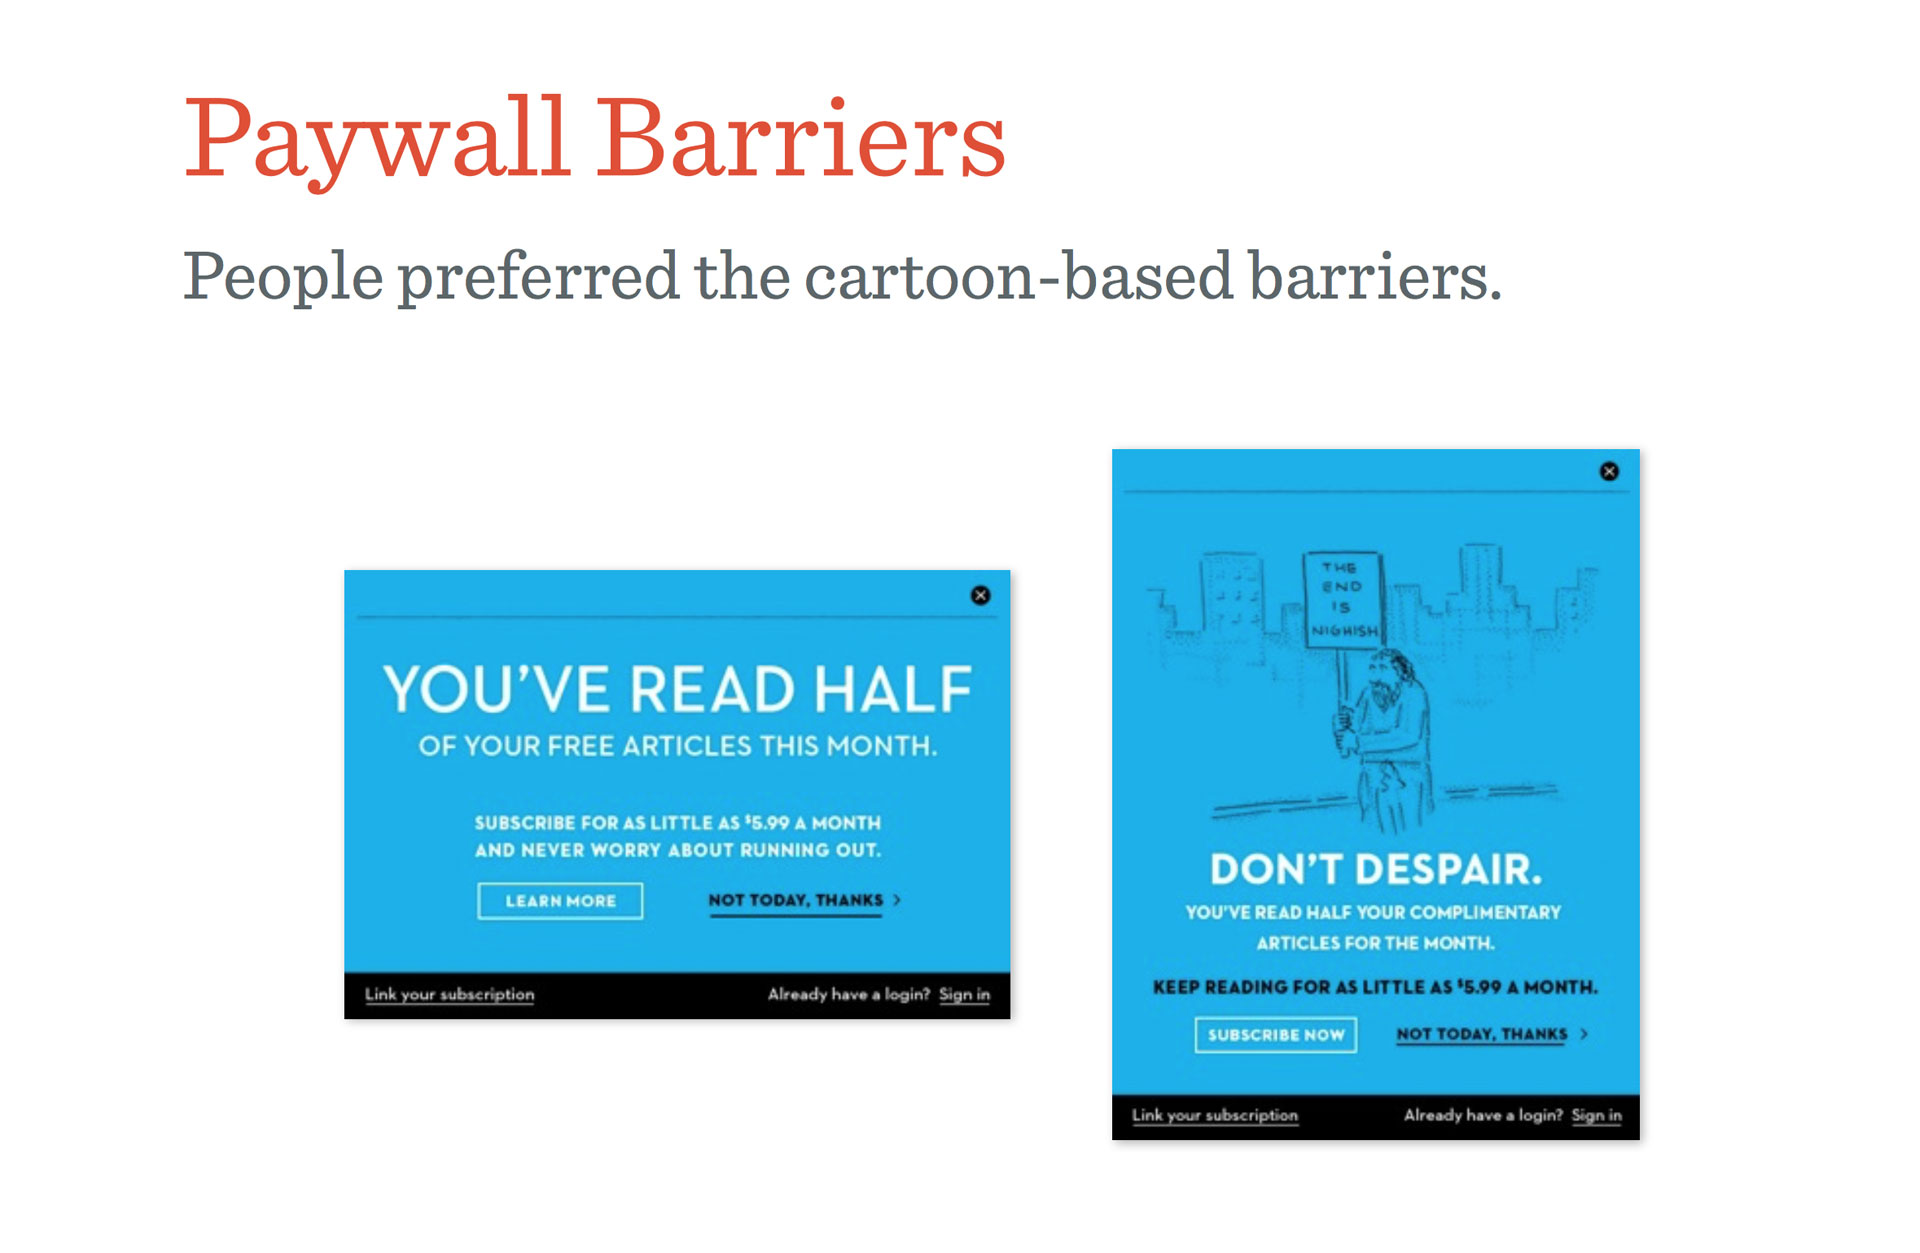 Paywall Barriers
People preferred the cartoon-based barriers.
YOU'VE READ HALF
OF YOUR FREE ARTICLES THIS MONTH.
SUBSCRIBE FOR AS LITTLE AS $5.99 A MONTH
AND NEVER WORRY ABOUT RUNNING OUT.
LEARN MORE
NOT TODAY, THANKS >
Link your subscription
Already have a login? Sign in
THE
END
IS
NIGHISH
DON'T DESPAIR.
YOU'VE READ HALF YOUR COMPLIMENTARY
ARTICLES FOR THE MONTH.
KEEP READING FOR AS LITTLE AS $5.99 A MONTH.
SUBSCRIBE NOW
NOT TODAY, THANKS >
Link your subscription
Already have a login? Sign in